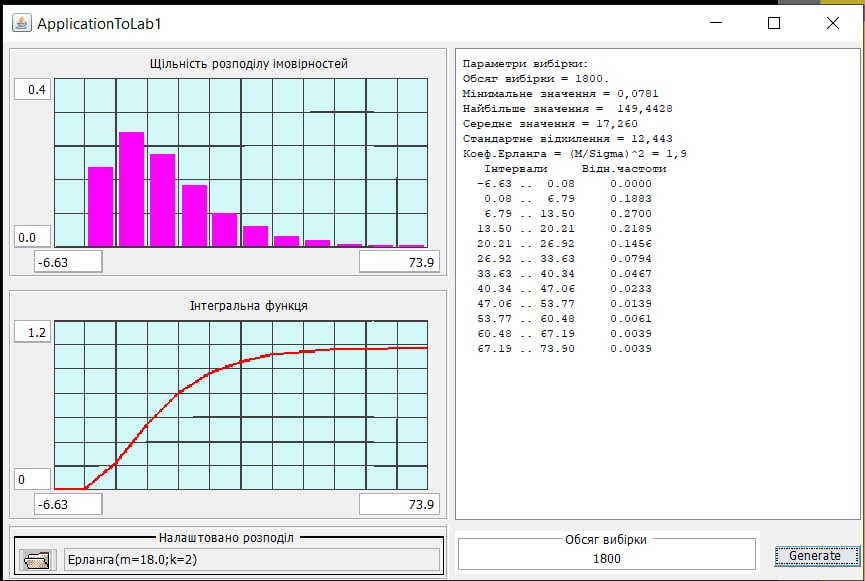 ApplicationToLab1
Щільність розподілу імовірностей
0.4
0.0
-6.63
73.9
Інтегральна функця
1.2
0
-6.63
73.9
Налаштовано розподіл
Ерланга(m=18.0;k=2)
Параметри вибірки:
Обсяг вибірки = 1800.
Мінімальне значення = 0,0781
Найбільше значення =  149,4428
Середнє значення = 17,260
Стандартне відхилення = 12,443
Коеф.Ерланга = (M/Sigma)^2 = 1,9
Інтервали Відн.частоти
-6.63 .. 0.08 0.0000
0.08 .. 6.79 0.1883
6.79 .. 13.50 0.2700
13.50 .. 20.21 0.2189
20.21 .. 26.92 0.1456
26.92 .. 33.63 0.0794
33.63 .. 40.34 0.0467
40.34 .. 47.06 0.0233
47.06 .. 53.77 0.0139
53.77 .. 60.48 0.0061
60.48 .. 67.19 0.0039
67.19 .. 73.90 0.0039
Обсяг вибірки
1800
Generate